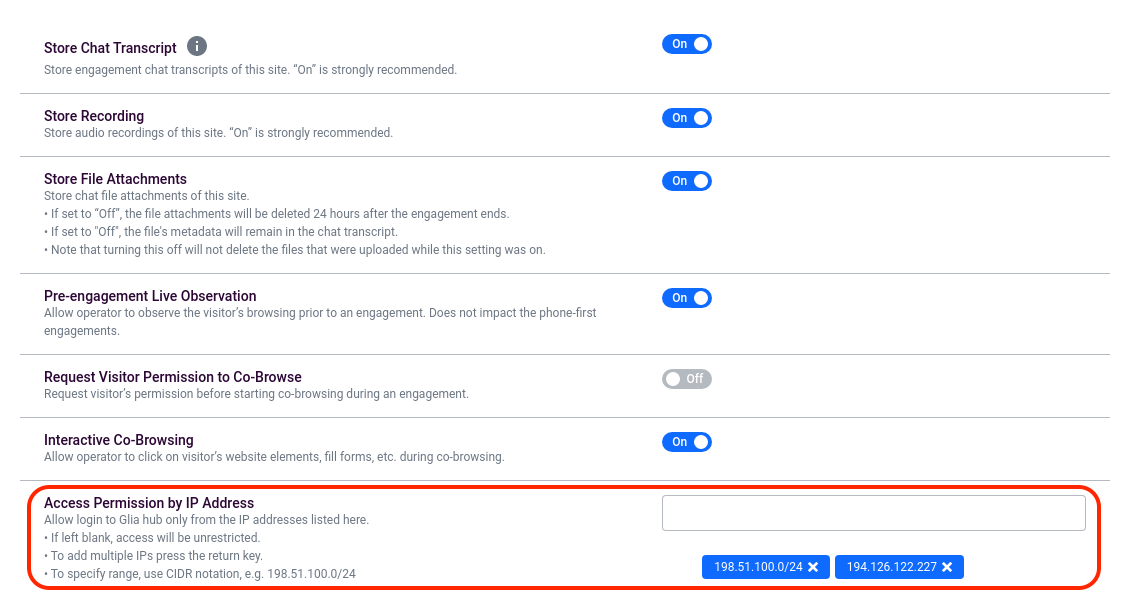 Store Chat Transcript
On
Store engagement chat transcripts of this site. “On” is strongly recommended.
Store Recording
On
Store audio recordings of this site. “On” is strongly recommended.
Store File Attachments
On
Store chat file attachments of this site.
• If set to “Off”, the file attachments will be deleted 24 hours after the engagement ends.
• If set to "Off", the file's metadata will remain in the chat transcript.
• Note that turning this off will not delete the files that were uploaded while this setting was on.
Pre-engagement Live Observation
On
Allow operator to observe the visitor’s browsing prior to an engagement. Does not impact the phone-first
engagements.
Request Visitor Permission to Co-Browse
Off
Request visitor’s permission before starting co-browsing during an engagement.
Interactive Co-Browsing
On
Allow operator to click on visitor’s website elements, fill forms, etc. during co-browsing.
Access Permission by IP Address
Allow login to Glia hub only from the IP addresses listed here.
• If left blank, access will be unrestricted.
• To add multiple IPs press the return key.
• To specify range, use CIDR notation, e.g. 198.51.100.0/24
198.51.100.0/24
194.126.122.227